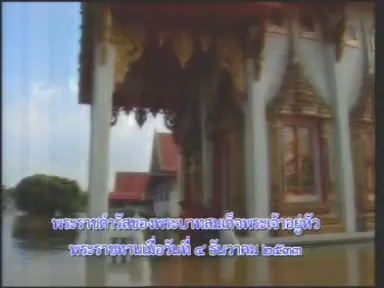 พระราชดำรัสของพระบาทสมเด็จพระเจ้าอยู่หัว
พระราชทานเมื่อวันที่ ๔ ธันวาคม ๒๕๓๓